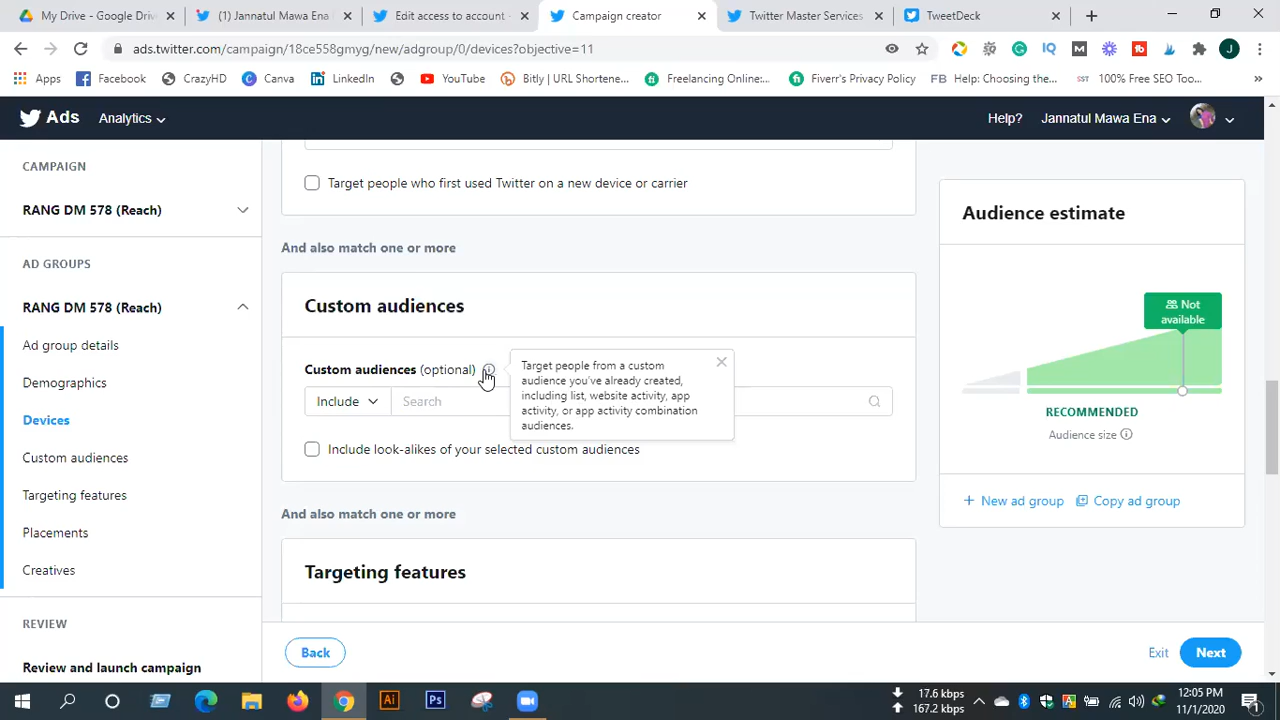 My Drive - Google Driv
(1) Jannatul Mawa Ena
Edit access to account -
Campaign creator
Twitter Master Services
TweetDeck
ads.twitter.com/campaign/18ce558gmyg/new/adgroup/0/devices?objective=11
Apps
Facebook
CrazyHD
Canva
LinkedIn
YouTube
Bitly | URL Shortene...
Freelancing Online:...
Fiverr's Privacy Policy
FB Help: Choosing the...
SST 100% Free SEO Too...
Ads
Analytics
Help?
Jannatul Mawa Ena
CAMPAIGN
RANG DM 578 (Reach)
AD GROUPS
RANG DM 578 (Reach)
Ad group details
Demographics
Devices
Custom audiences
Targeting features
Placements
Creatives
REVIEW
Review and launch campaign
Target people who first used Twitter on a new device or carrier
And also match one or more
Custom audiences
Custom audiences (optional)
Target people from a custom
audience you've already created,
including list, website activity, app
activity, or app activity combination
audiences.
Include
Search
Include look-alikes of your selected custom audiences
And also match one or more
Targeting features
Back
Exit
Next
Audience estimate
Not
available
RECOMMENDED
Audience size
New ad group
Copy ad group
Ai
Ps
17.6 kbps
167.2 kbps
12:05 PM
11/1/2020